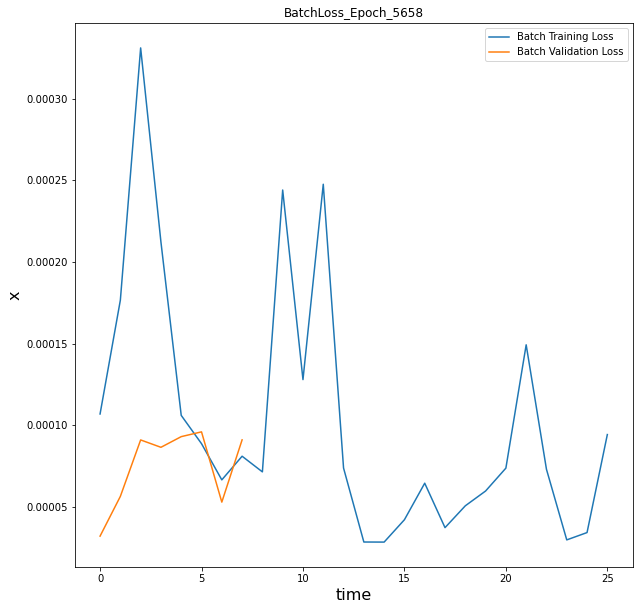 BatchLoss_Epoch_5658
Batch Training Loss
Batch Validation Loss
0.00030
0.00025
0.00020
0.00015
0.00010
0.00005
x
0 5 10 15 20 25
time